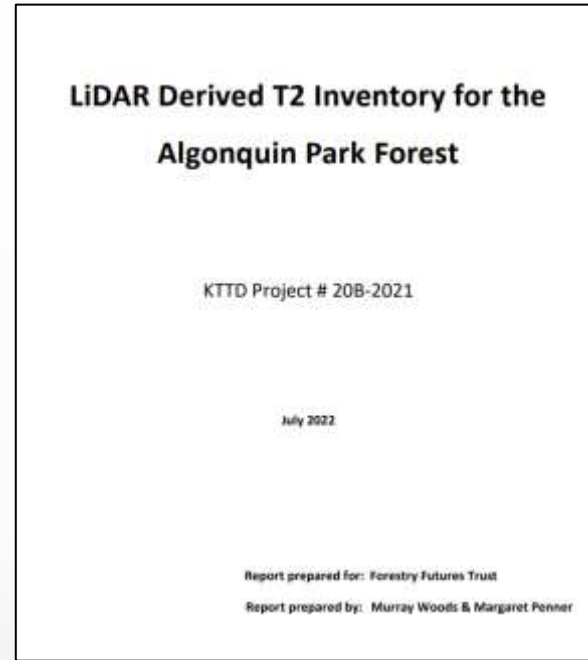 LiDAR Derived T2 Inventory for the
Algonquin Park Forest
KTTD Project # 20B-2021
July 2022
Report prepared for: Forestry Futures Trust
Report prepared by: Murray Woods & Margaret Penner